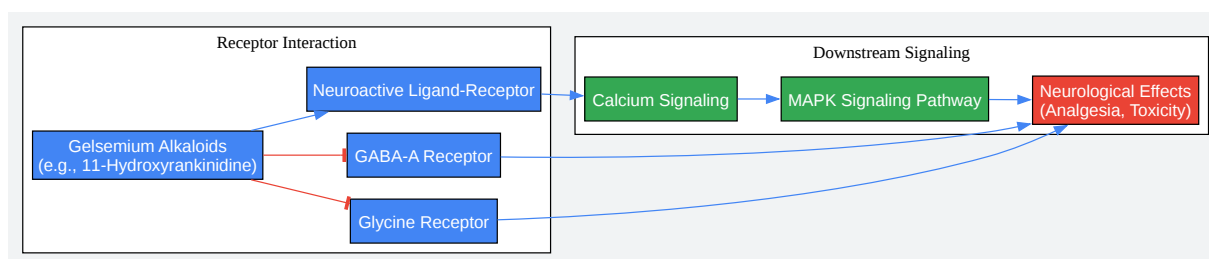 Receptor Interaction
Downstream Signaling
Neuroactive Ligand-Receptor
Calcium Signaling
MAPK Signaling Pathway
Neurological Effects
(Analgesia, Toxicity)
Gelsemium Alkaloids
(e.g., 11-Hydroxyrankinidine)
GABA-A Receptor
Glycine Receptor